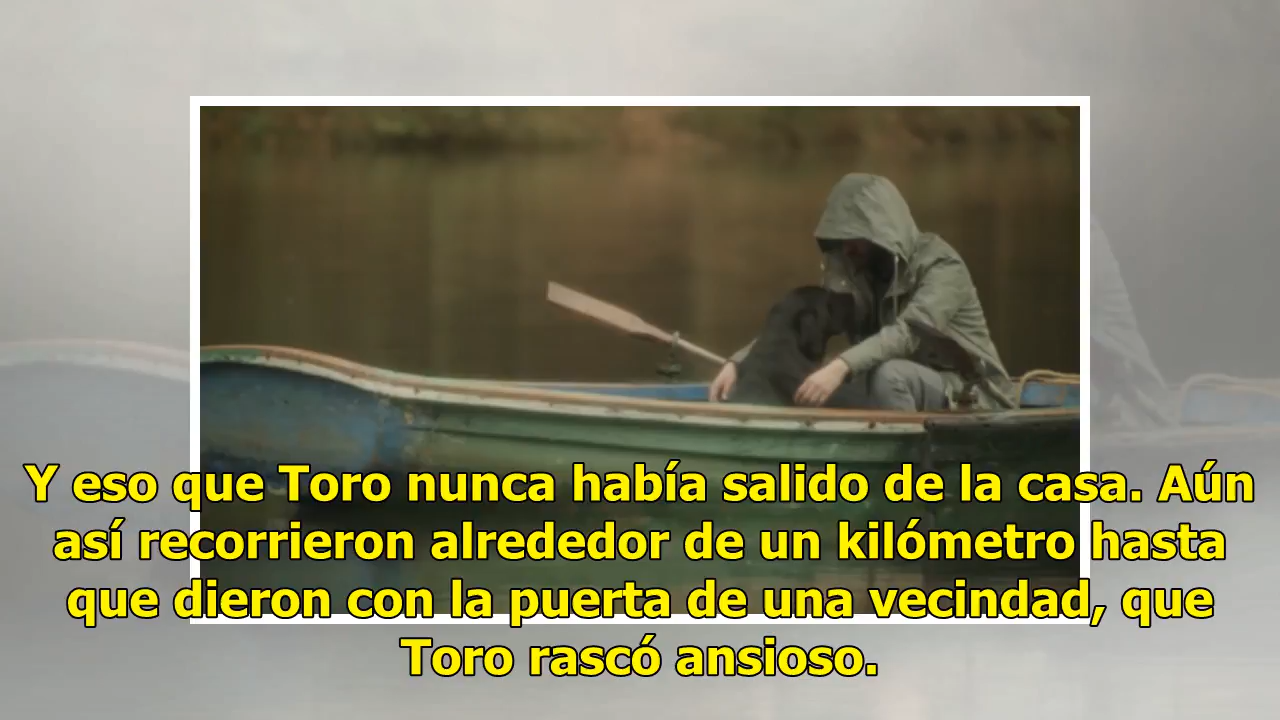 Y eso que Toro nunca había salido de la casa. Aún
así recorrieron alrededor de un kilómetro hasta
que dieron con la puerta de una vecindad, que
Toro rascó ansioso.